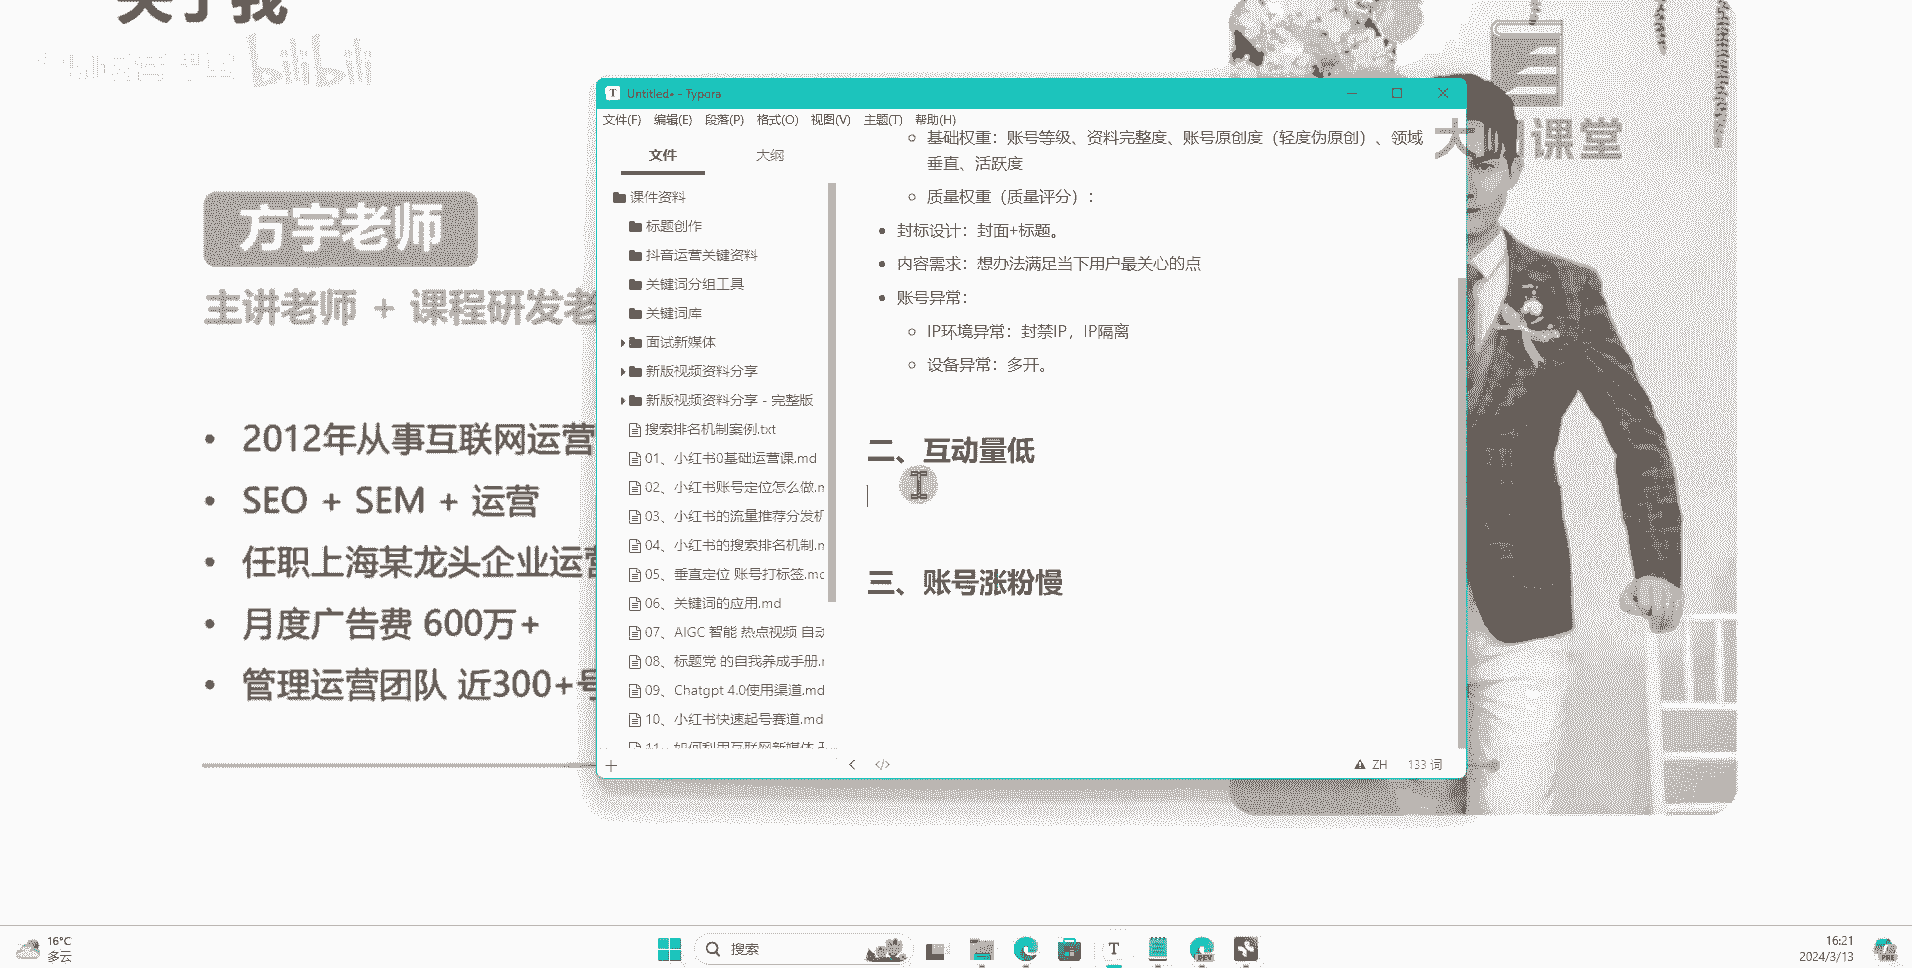 关于我
bilibili
大 课堂
方宇老师
主讲老师 + 课程研发老
2012年从事互联网运营
SEO + SEM + 运营
任职上海某龙头企业运营
月度广告费 600万+
管理运营团队 近300+号
Untitled• - Typora
文件(F) 编辑(E) 段落(P) 格式(O) 视图(V) 主题(T) 帮助(H)
文件 大纲
课件资料
标题创作
抖音运营关键资料
关键词分组工具
关键词库
面试新媒体
新版视频资料分享
新版视频资料分享 - 完整版
搜索排名机制案例.txt
01、小红书0基础运营课.md
02、小红书账号定位怎么做.m
03、小红书的流量推荐分发机
04、小红书的搜索排名机制.m
05、垂直定位 账号打标签.md
06、关键词的应用.md
07、AIGC 智能 热点视频 自动
08、标题党 的自我养成手册.
09、Chatgpt 4.0使用渠道.md
10、小红书快速起号赛道.md
11、如何利用互联网新媒体
基础权重：账号等级、资料完整度、账号原创度（轻度伪原创）、领域
垂直、活跃度
质量权重（质量评分）：
封标设计：封面+标题。
内容需求：想办法满足当下用户最关心的点
账号异常：
IP环境异常：封禁IP，IP隔离
设备异常：多开。
二、互动量低
三、账号涨粉慢
ZH 133 词
16°C
多云
搜索
16:21
2024/3/13